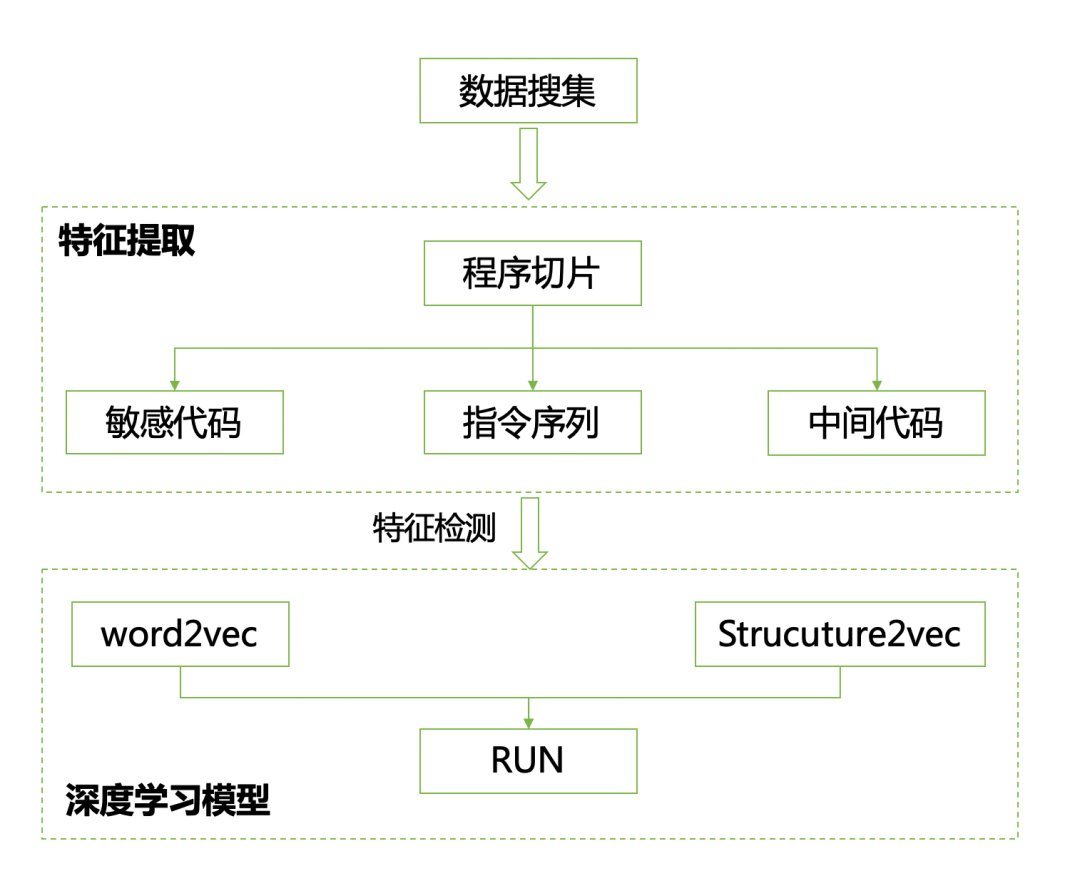 数据搜集
特征提取
程序切片
敏感代码
指令序列
中间代码
特征检测
word2vec
Strucuture2vec
RUN
深度学习模型